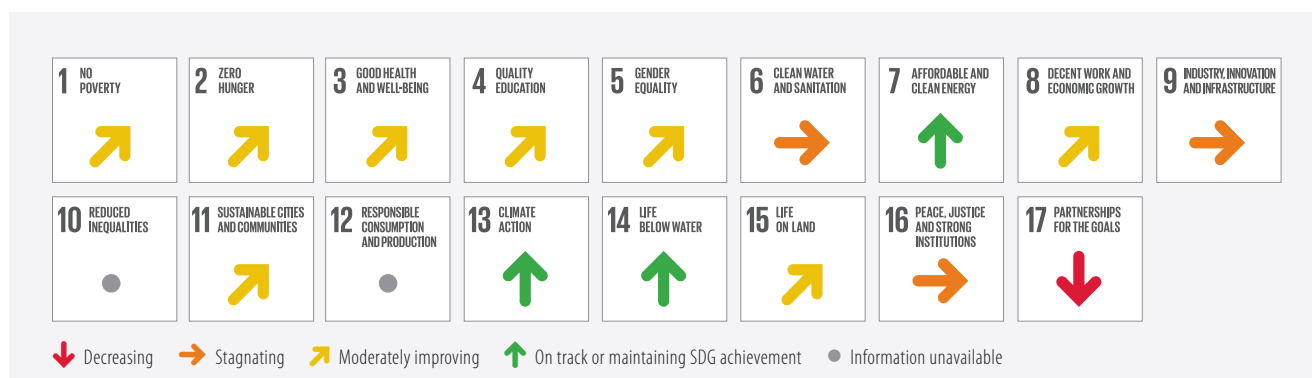 1 NO
POVERTY
2 ZERO
HUNGER
3 GOOD HEALTH
AND WELL-BEING
4 QUALITY
EDUCATION
5 GENDER
EQUALITY
6 CLEAN WATER
AND SANITATION
7 AFFORDABLE AND
CLEAN ENERGY
8 DECENT WORK AND
ECONOMIC GROWTH
9 INDUSTRY, INNOVATION
AND INFRASTRUCTURE
10 REDUCED
INEQUALITIES
11 SUSTAINABLE CITIES
AND COMMUNITIES
12 RESPONSIBLE
CONSUMPTION
AND PRODUCTION
13 CLIMATE
ACTION
14 LIFE
BELOW WATER
15 LIFE
ON LAND
16 PEACE, JUSTICE
AND STRONG
INSTITUTIONS
17 PARTNERSHIPS
FOR THE GOALS
Decreasing
Stagnating
Moderately improving
On track or maintaining SDG achievement
Information unavailable